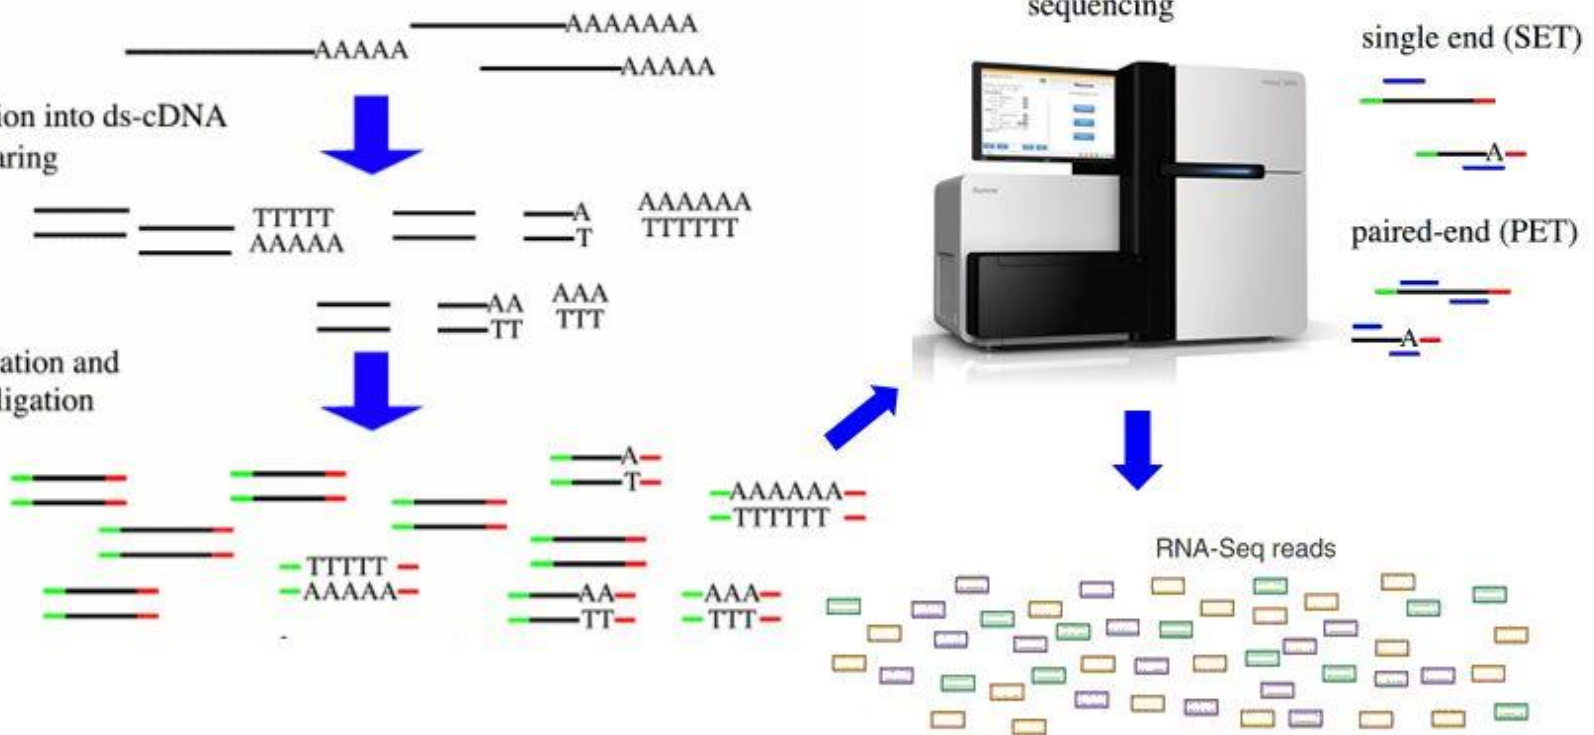 AAAAAAA
AAAAA
AAAAA
ion into ds-cDNA
aring
TTTTT
AAAAA
A
T
AAAAAA
TTTTTT
AA
TT
AAA
TTT
ation and
ligation
A
T
AAAAAA
TTTTTT
TTTTT
AAAAA
AA
TT
AAA
TTT
sequencing
single end (SET)
A
paired-end (PET)
A
RNA-Seq reads